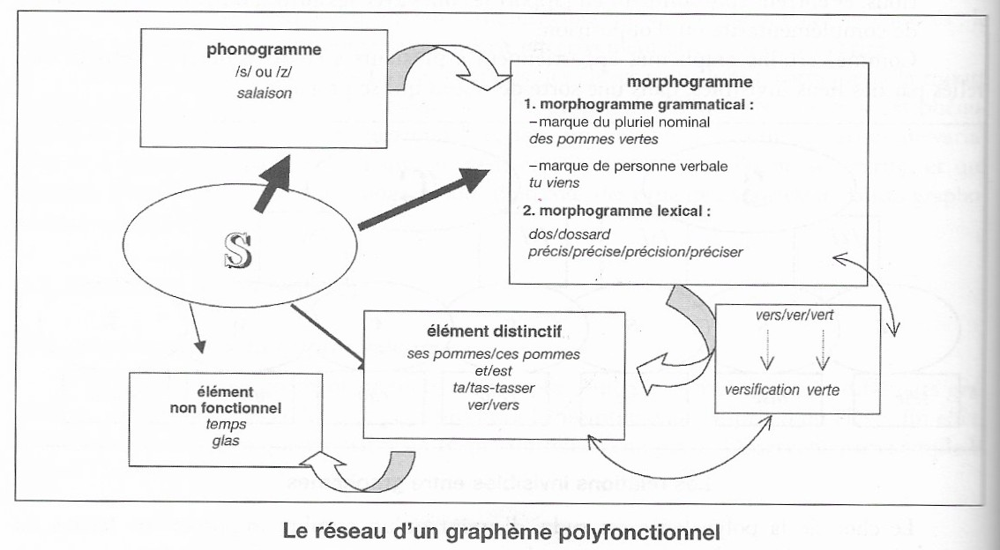 phonogramme
/s/ ou /z/
salaison
morphogramme
1. morphogramme grammatical :
–marque du pluriel nominal
des pommes vertes
–marque de personne verbale
tu viens
2. morphogramme lexical :
dos/dossard
précis/précise/précision/préciser
S
vers/ver/vert
versification verte
élément distinctif
ses pommes/ces pommes
et/est
ta/tas-tasser
ver/vers
élément
non fonctionnel
temps
glas
Le réseau d'un graphème polyfonctionnel